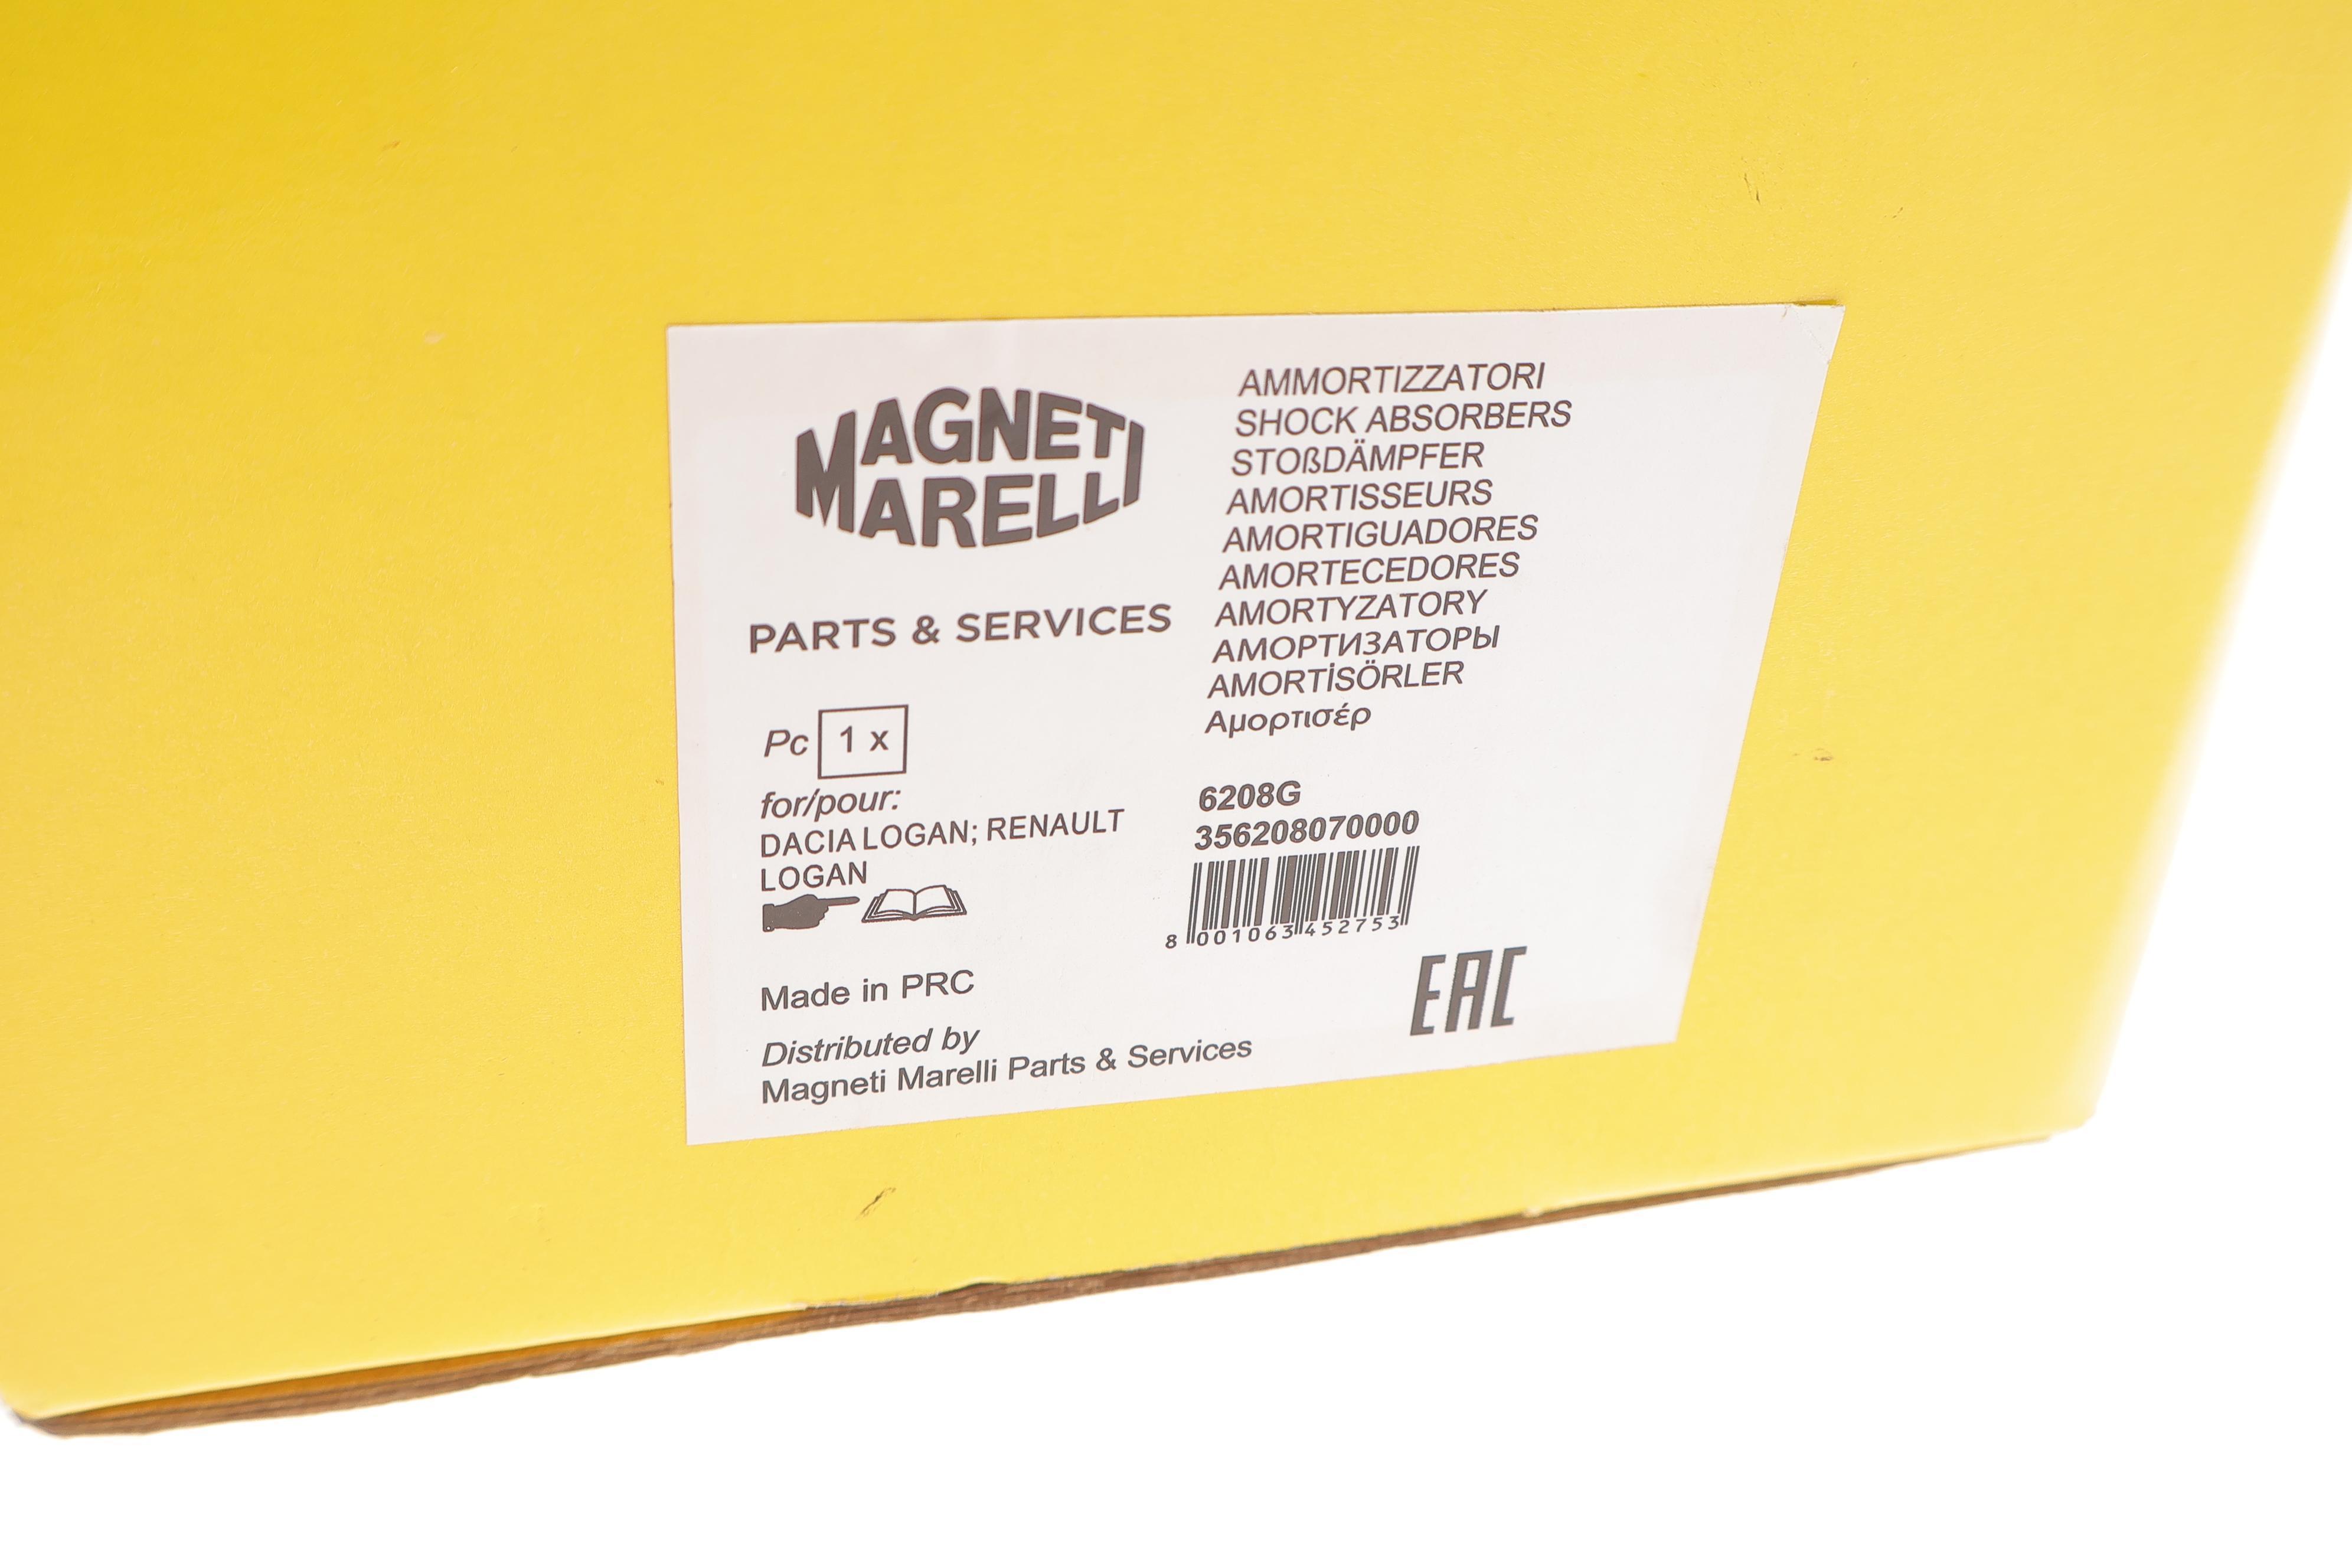 MAGNETI
MARELLI
PARTS & SERVICES
Pc 1 x
for/pour:
DACIA LOGAN; RENAULT
LOGAN
Made in PRC
Distributed by
Magneti Marelli Parts & Services
AMMORTIZZATORI
SHOCK ABSORBERS
STOßDÄMPFER
AMORTISSEURS
AMORTIGUADORES
AMORTECEDORES
AMORTYZATORY
АМОРТИЗАТОРЫ
AMORTİSÖRLER
Αμορτισέρ
6208G
356208070000
8 001063 452753
EAC